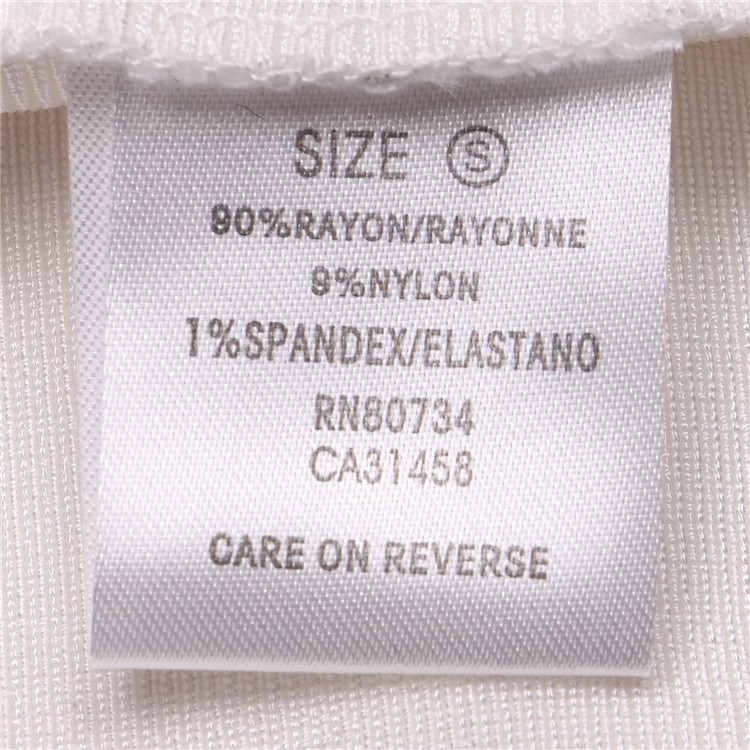 SIZE Ⓢ
90%RAYON/RAYONNE
9%NYLON
1%SPANDEX/ELASTANO
RN80734
CA31458
CARE ON REVERSE